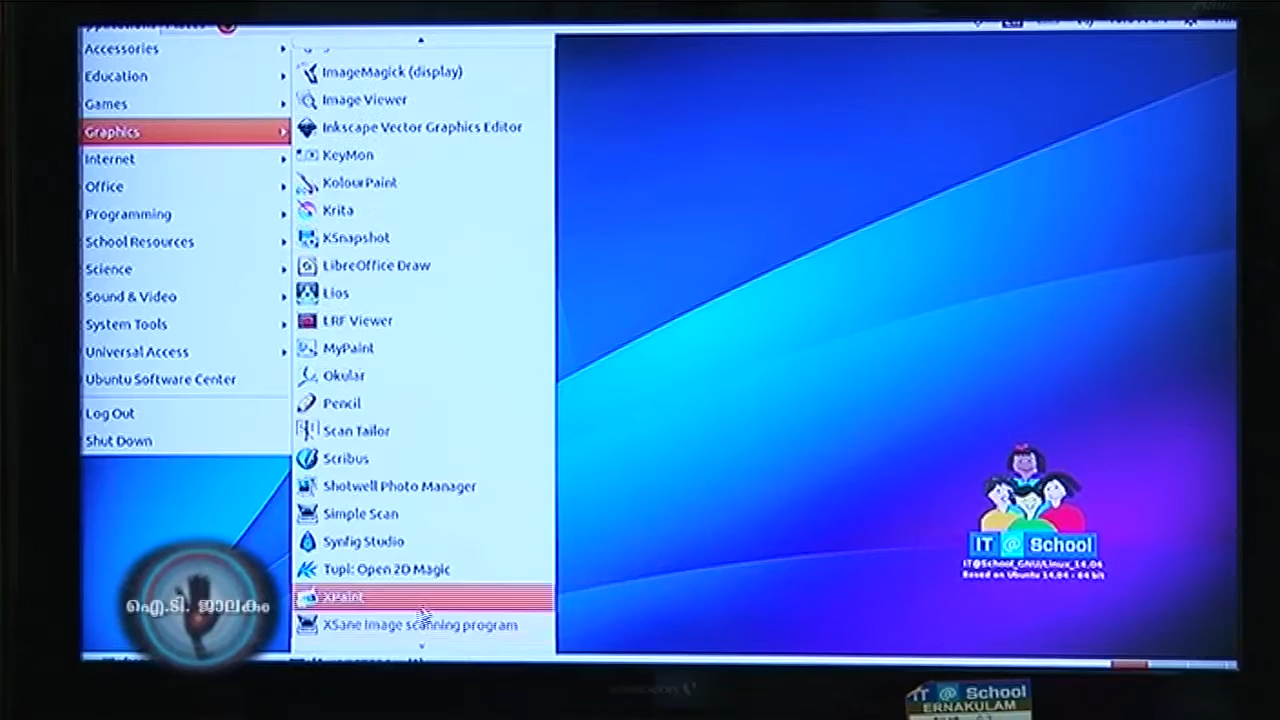 Accessories
Education
Games
Graphics
Internet
Office
Programming
School Resources
Science
Sound & Video
System Tools
Universal Access
Ubuntu Software Center
Log Out
Shut Down
ImageMagick (display)
Image Viewer
Inkscape Vector Graphics Editor
KeyMon
KolourPaint
Krita
KSnapshot
LibreOffice Draw
Lios
LRF Viewer
MyPaint
Okular
Pencil
Scan Tailor
Scribus
Shotwell Photo Manager
Simple Scan
Synfig Studio
Tupi: Open 2D Magic
XPaint
XSane Image scanning program
IT @ School
IT@School_GNU/Linux_14.04
Based on Ubuntu 14.04 - 64 bit
ഐ.ടി. ജാലകം
IT @ School
ERNAKULAM